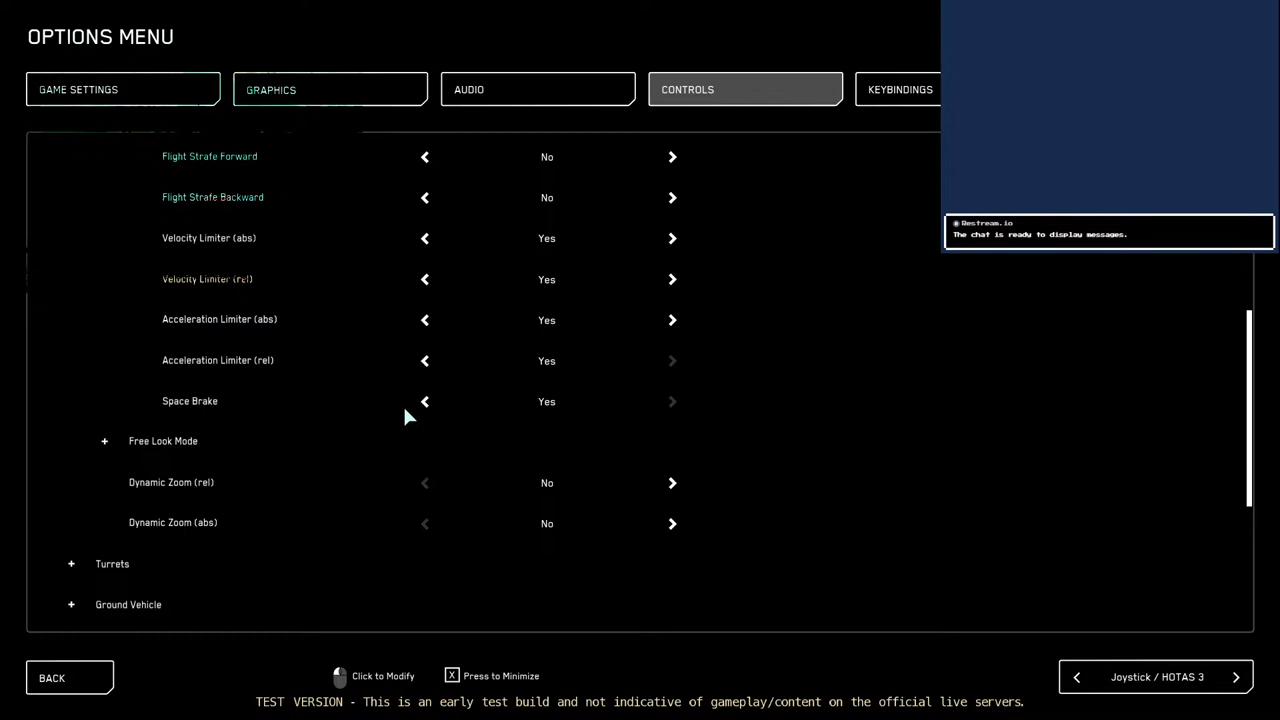 OPTIONS MENU
GAME SETTINGS
GRAPHICS
AUDIO
CONTROLS
KEYBINDINGS
Flight Strafe Forward No
Flight Strafe Backward No
Restream.io
The chat is ready to display messages.
Velocity Limiter (abs) Yes
Velocity Limiter (rel) Yes
Acceleration Limiter (abs) Yes
Acceleration Limiter (rel) Yes
Space Brake Yes
+ Free Look Mode
Dynamic Zoom (rel) No
Dynamic Zoom (abs) No
+ Turrets
+ Ground Vehicle
BACK
Click to Modify
X Press to Minimize
Joystick / HOTAS 3
TEST VERSION - This is an early test build and not indicative of gameplay/content on the official live servers.